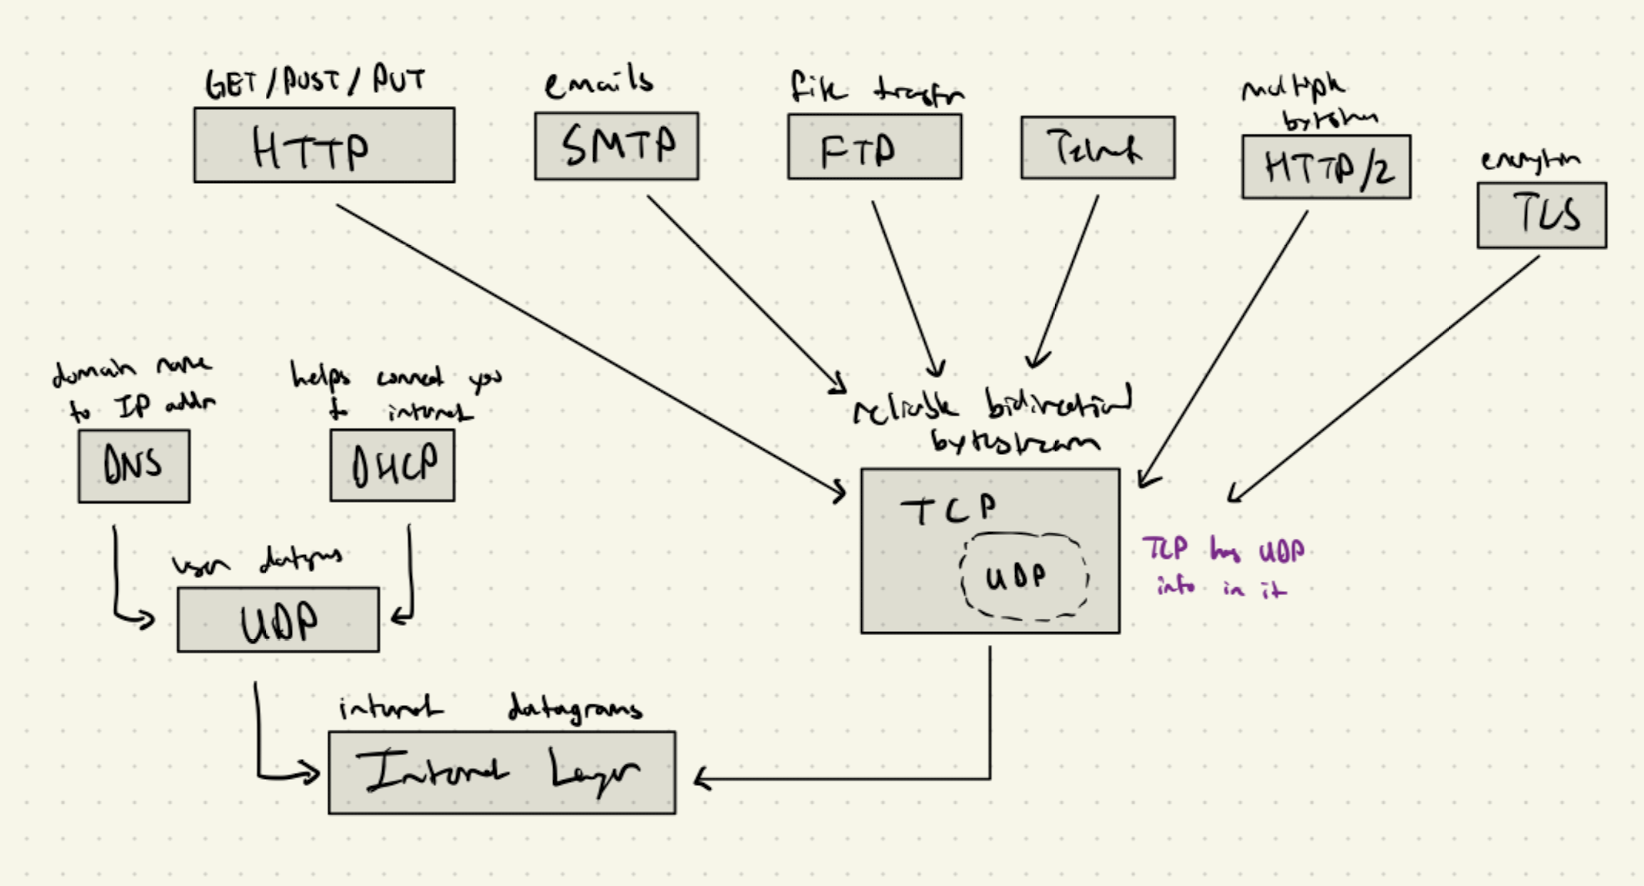 GET/POST/PUT
HTTP
emails
SMTP
file transfer
FTP
Telnet
multiple
bytestreams
HTTP/2
encryption
TLS
domain name
to IP addr
DNS
helps connect you
to internet
DHCP
reliable bidirectional
bytestream
TCP
UDP
TCP has UDP
info in it
user datagrams
UDP
internet datagrams
Internet Layer